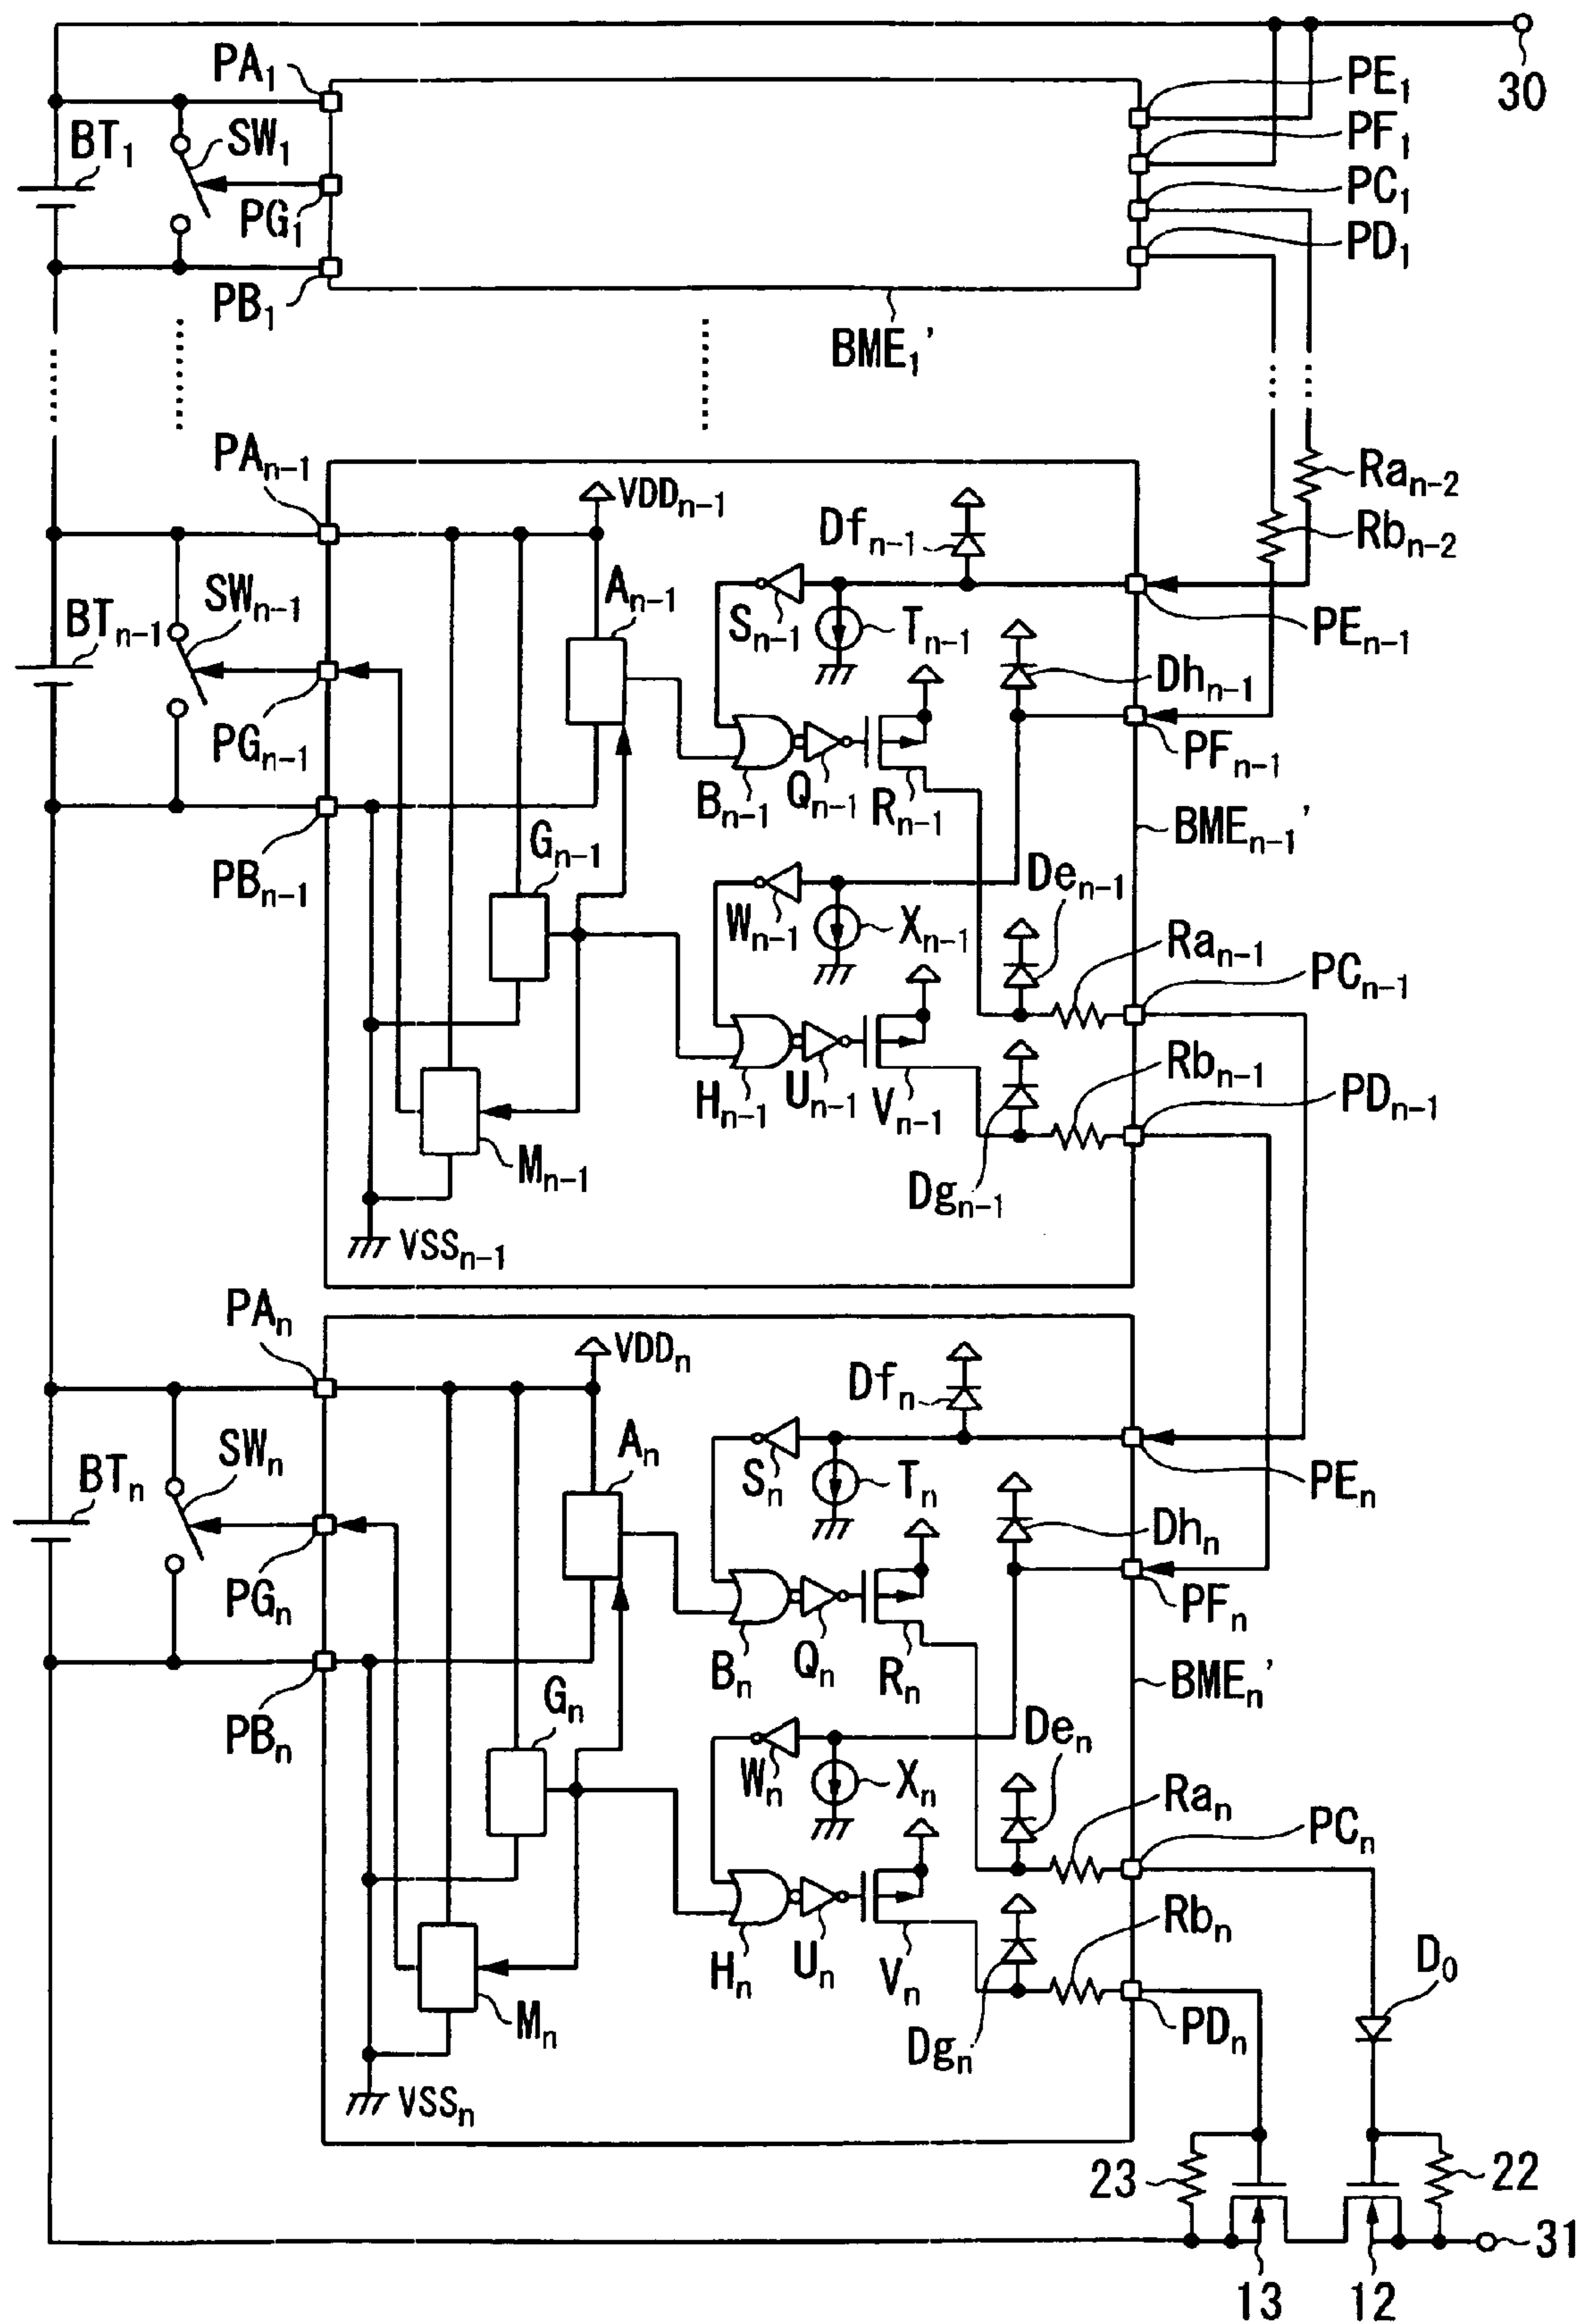 30
PA1
PE1
BT1
SW1
PF1
PG1
PC1
PD1
PB1
BME1'
PAn-1
VDDn-1
Ran-2
Dfn-1
Rbn-2
An-1
BTn-1
SWn-1
Sn-1
Tn-1
PEn-1
Dhn-1
PGn-1
PFn-1
Bn-1
Qn-1
Rn-1
BMEn-1'
PBn-1
Gn-1
Den-1
Wn-1
Xn-1
Ran-1
PCn-1
Rbn-1
Hn-1
Un-1
Vn-1
PDn-1
Mn-1
Dgn-1
VSSn-1
PAn
VDDn
Dfn
An
BTn
SWn
Sn
Tn
PEn
Dhn
PGn
PFn
Bn
Qn
Rn
BMEn'
PBn
Gn
Den
Wn
Xn
Ran
PCn
Rbn
Hn
Un
Vn
D0
Mn
Dgn
PDn
VSSn
23
22
31
13
12